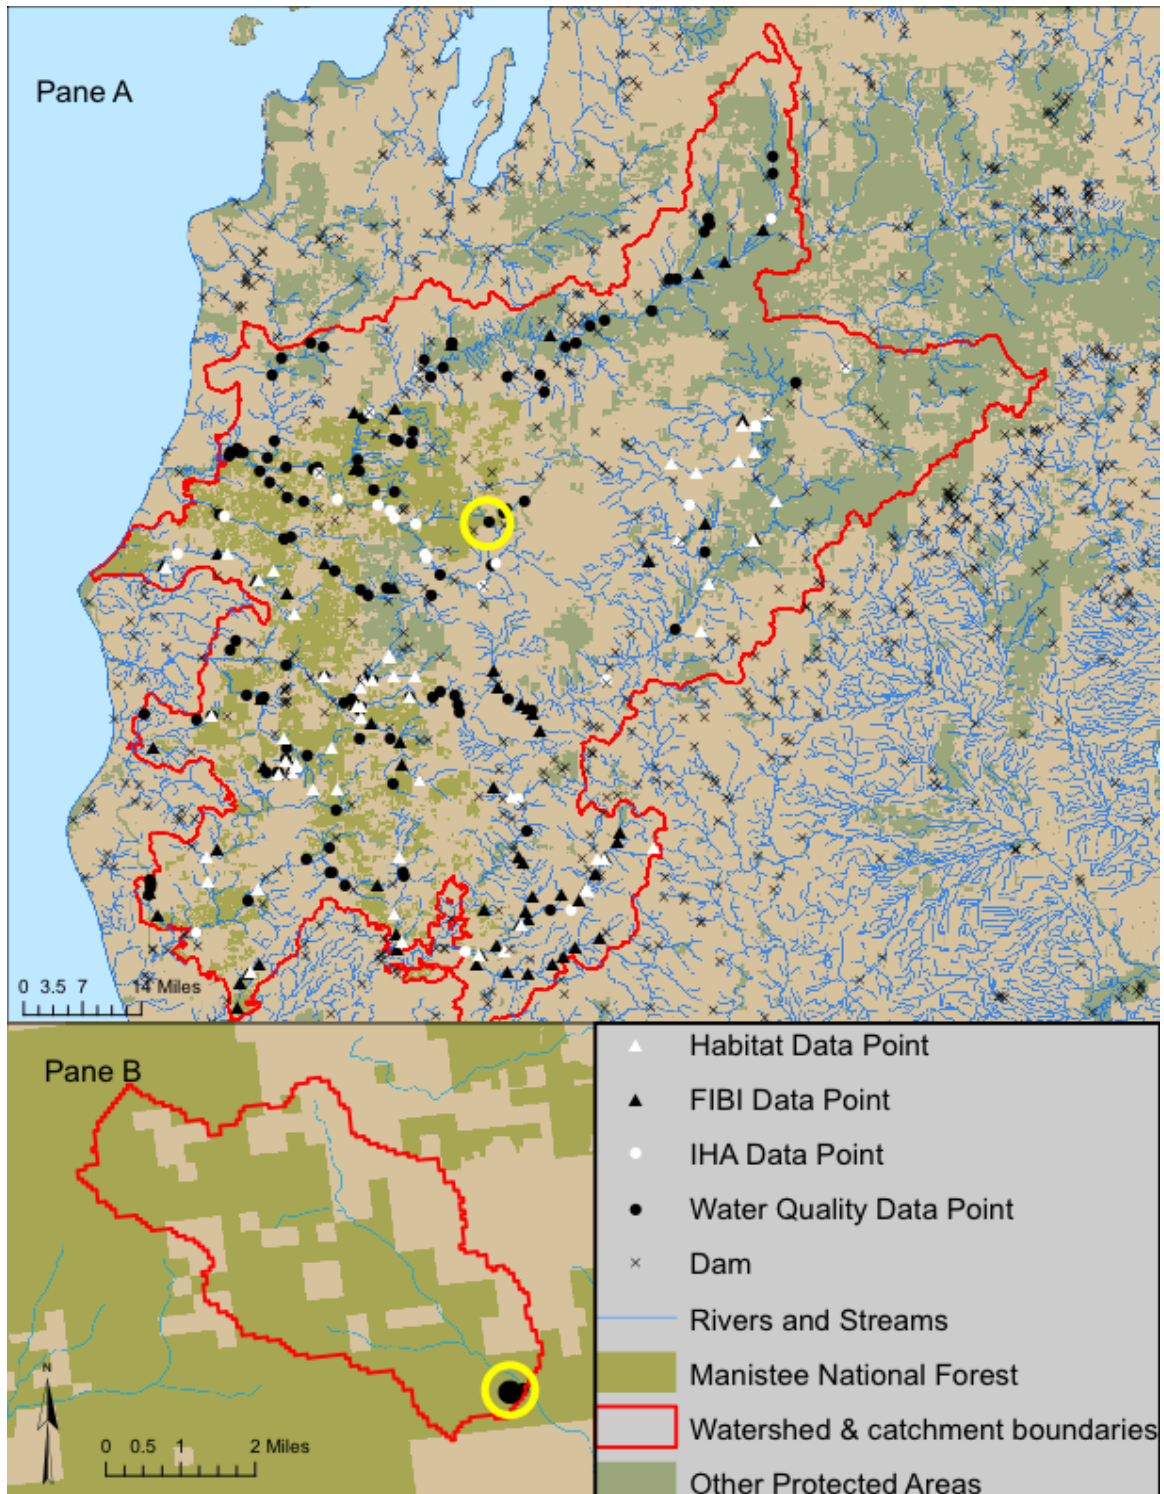 Pane A
0 3.5 7 14 Miles
Pane B
N
0 0.5 1 2 Miles
Habitat Data Point
FIBI Data Point
IHA Data Point
Water Quality Data Point
Dam
Rivers and Streams
Manistee National Forest
Watershed & catchment boundaries
Other Protected Areas